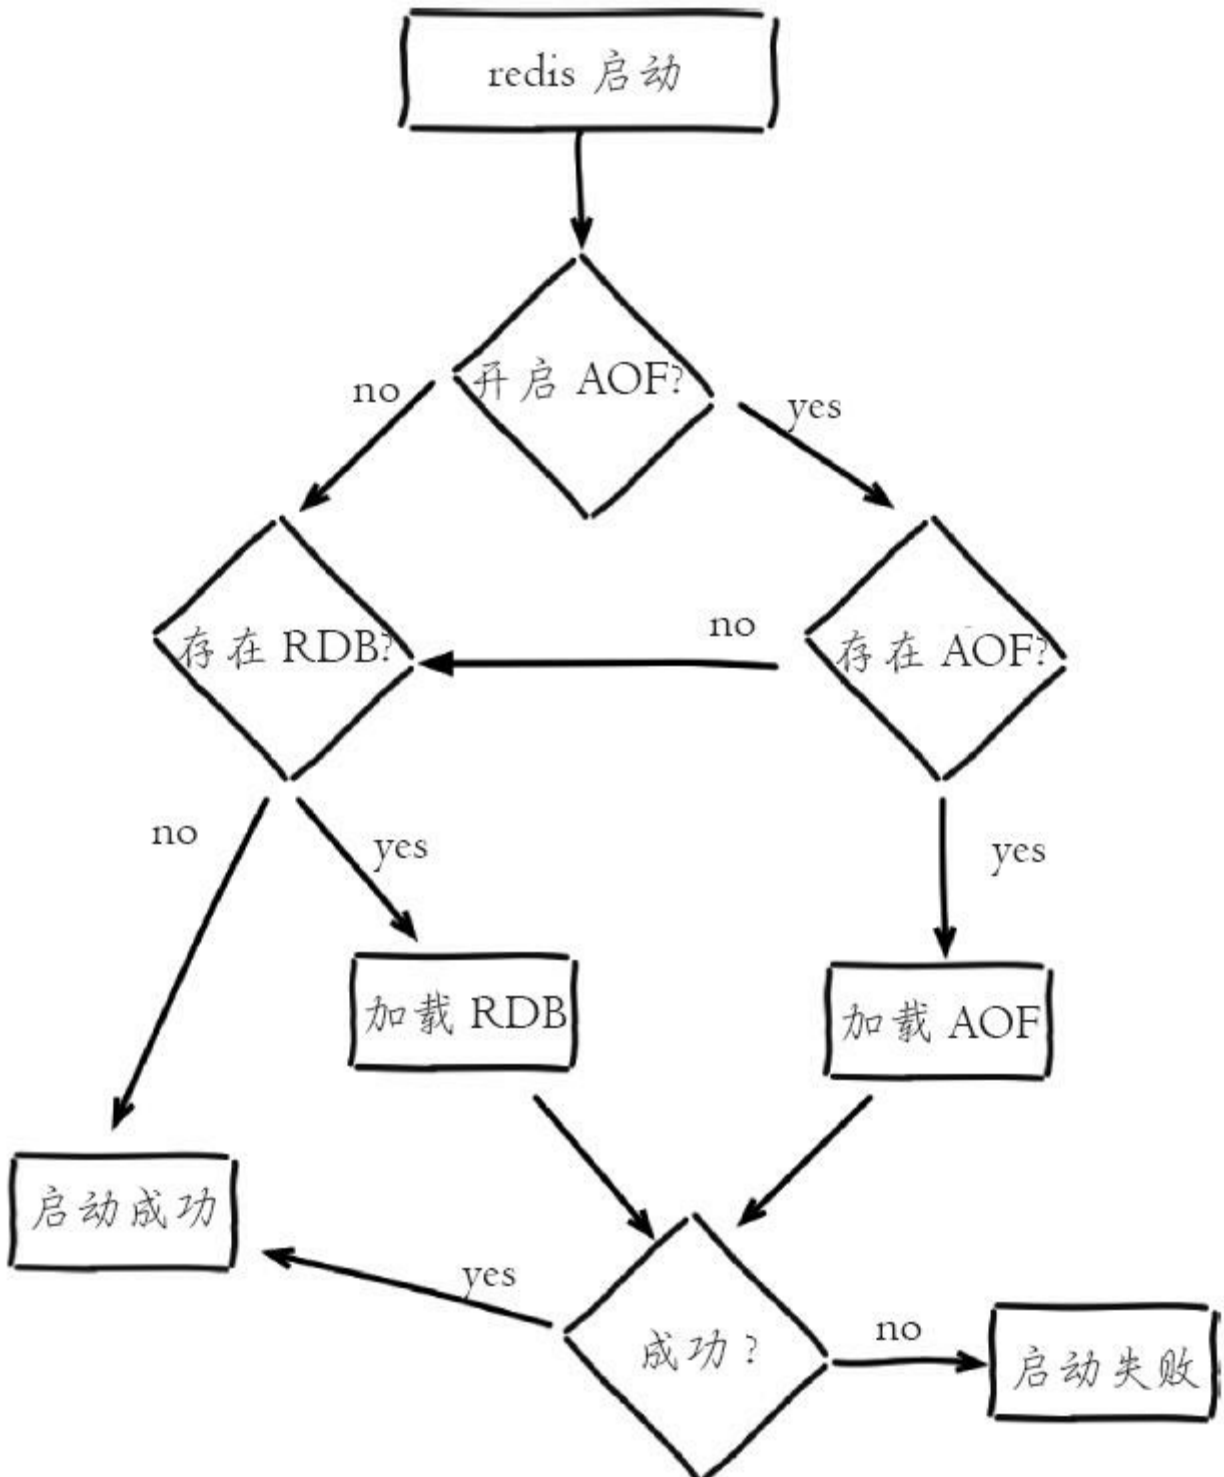 redis 启动
开启 AOF?
no
yes
存在 RDB?
no
存在 AOF?
no
yes
yes
加载 RDB
加载 AOF
启动成功
yes
成功?
no
启动失败